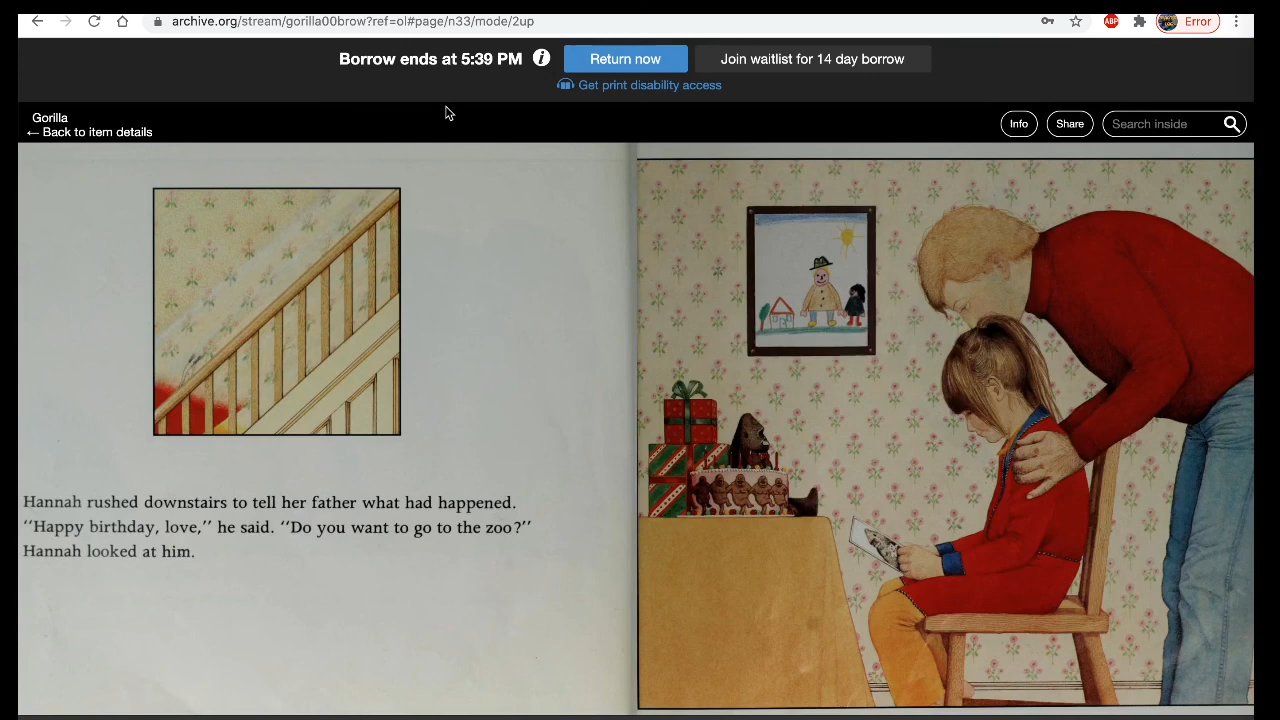 archive.org/stream/gorilla00brow?ref=ol#page/n33/mode/2up
ABP
Error
Borrow ends at 5:39 PM
Return now
Join waitlist for 14 day borrow
Get print disability access
Gorilla
← Back to item details
Info
Share
Search inside
Hannah rushed downstairs to tell her father what had happened.
“Happy birthday, love,” he said. “Do you want to go to the zoo?”
Hannah looked at him.